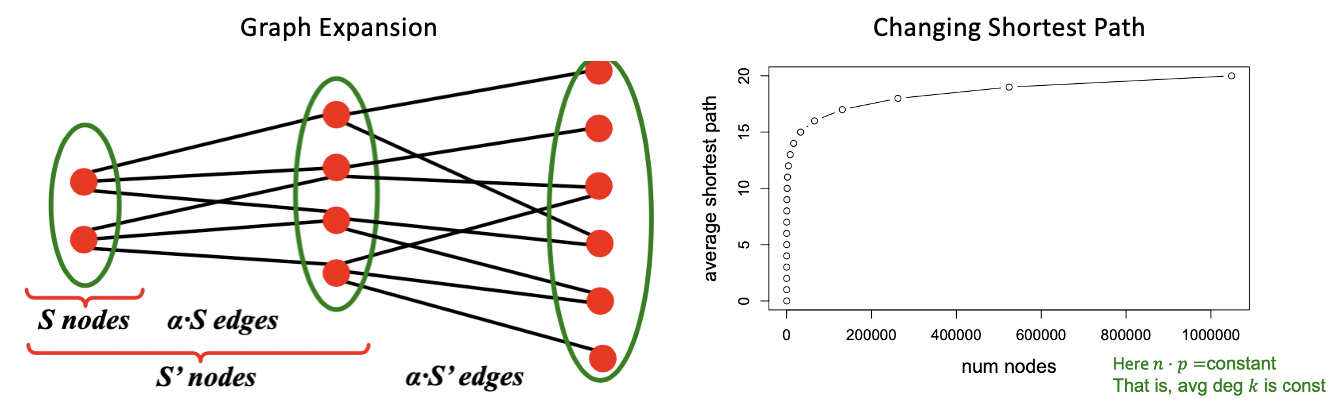 Graph Expansion
S nodes
α·S edges
S’ nodes
α·S’ edges
Changing Shortest Path
average shortest path
20
15
10
5
0
0
200000
400000
600000
800000
1000000
num nodes
Here n · p =constant
That is, avg deg k is const